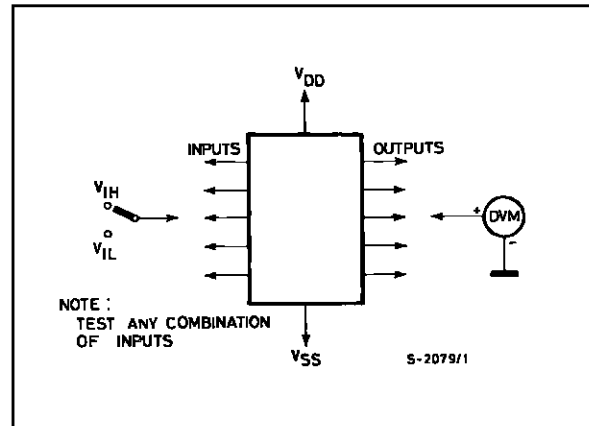 VDD
INPUTS
OUTPUTS
VIH
VIL
+
DVM
-
NOTE :
TEST ANY COMBINATION
OF INPUTS
VSS
S-2079/1